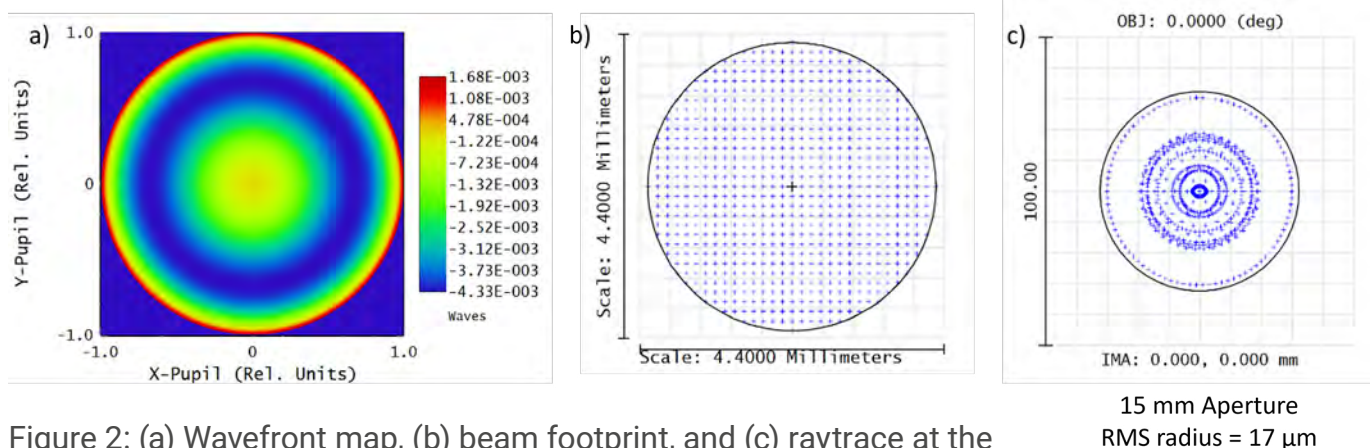 a)
1.0
0
-1.0
Y-Pupil (Rel. Units)
-1.0 0 1.0
X-Pupil (Rel. Units)
1.68E-003
1.08E-003
4.78E-004
-1.22E-004
-7.23E-004
-1.32E-003
-1.92E-003
-2.52E-003
-3.12E-003
-3.73E-003
-4.33E-003
Waves
b)
Scale: 4.4000 Millimeters
Scale: 4.4000 Millimeters
c)
OBJ: 0.0000 (deg)
100.00
IMA: 0.000, 0.000 mm
15 mm Aperture
RMS radius = 17 µm
Figure 2: (a) Wavefront map, (b) beam footprint, and (c) raytrace at the